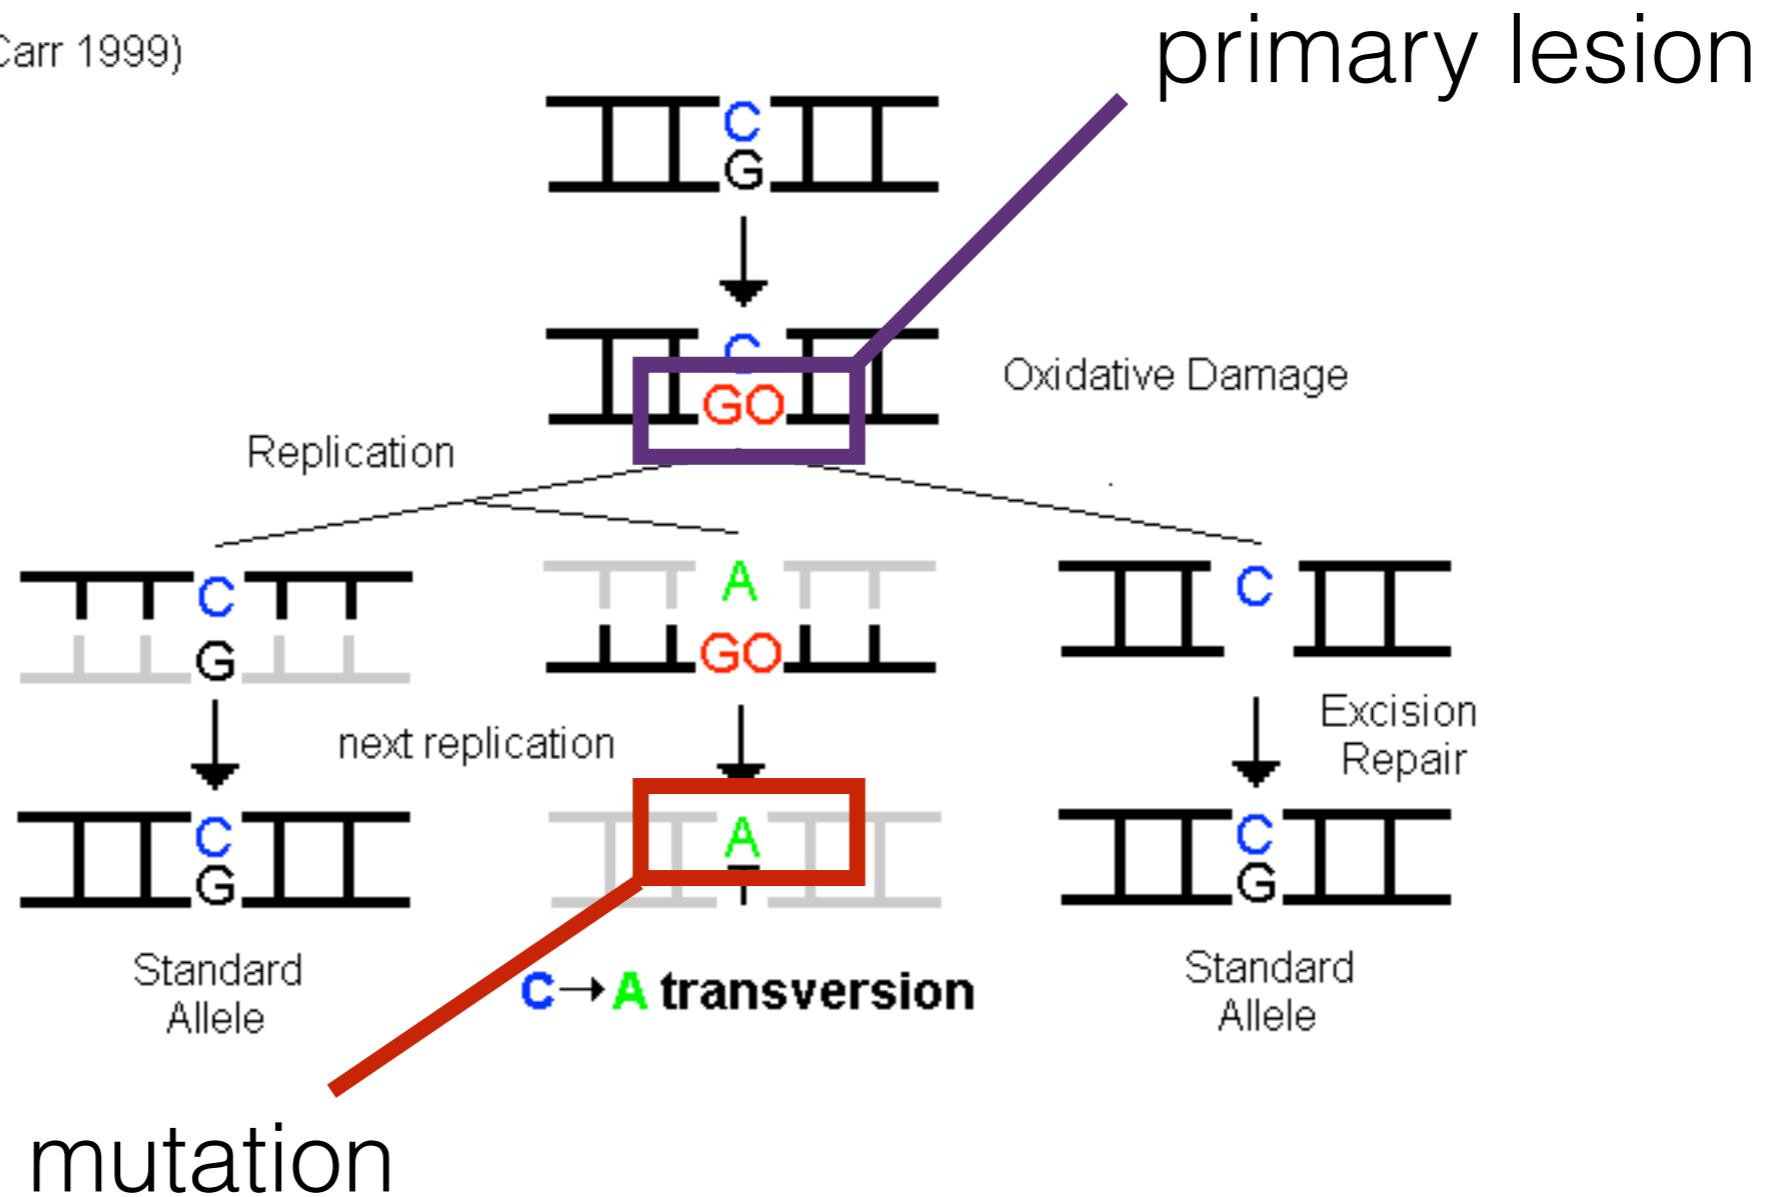 Carr 1999)
primary lesion
C
G
C
GO
Oxidative Damage
Replication
C
G
A
GO
C
next replication
Excision
Repair
C
G
A
T
C
G
Standard
Allele
C→A transversion
Standard
Allele
mutation